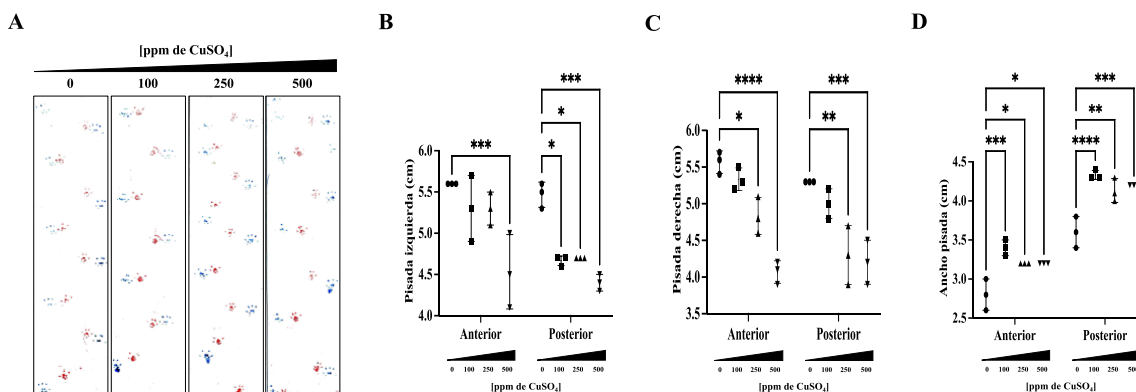 A
[ppm de CuSO₄]
0 100 250 500
B
Pisada izquierda (cm)
6.0
5.5
5.0
4.5
4.0
***
***
*
*
Anterior Posterior
0 100 250 500 0 100 250 500
[ppm de CuSO₄]
C
Pisada derecha (cm)
6.0
5.5
5.0
4.5
4.0
3.5
****
*
***
**
Anterior Posterior
0 100 250 500 0 100 250 500
[ppm de CuSO₄]
D
Ancho pisada (cm)
4.5
4.0
3.5
3.0
2.5
*
*
***
***
**
****
Anterior Posterior
0 100 250 500 0 100 250 500
[ppm de CuSO₄]